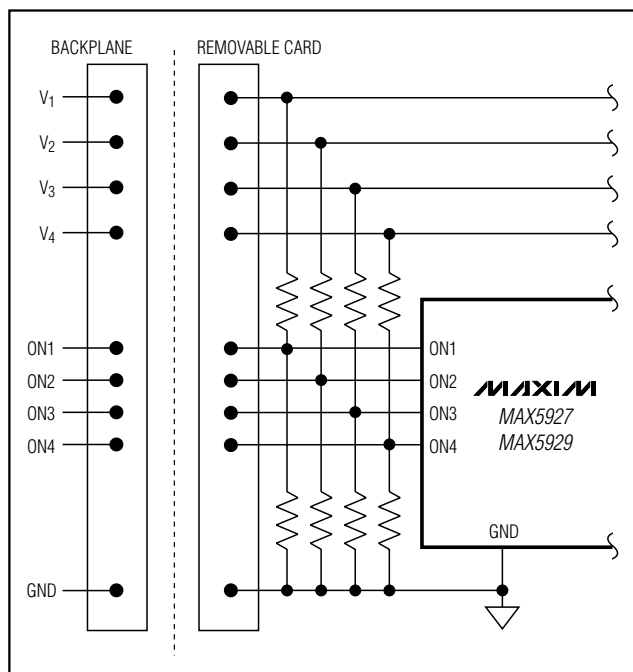 BACKPLANE
REMOVABLE CARD
V1
V2
V3
V4
ON1
ON2
ON3
ON4
GND
ON1
ON2
ON3
ON4
MAXIM
MAX5927
MAX5929
GND